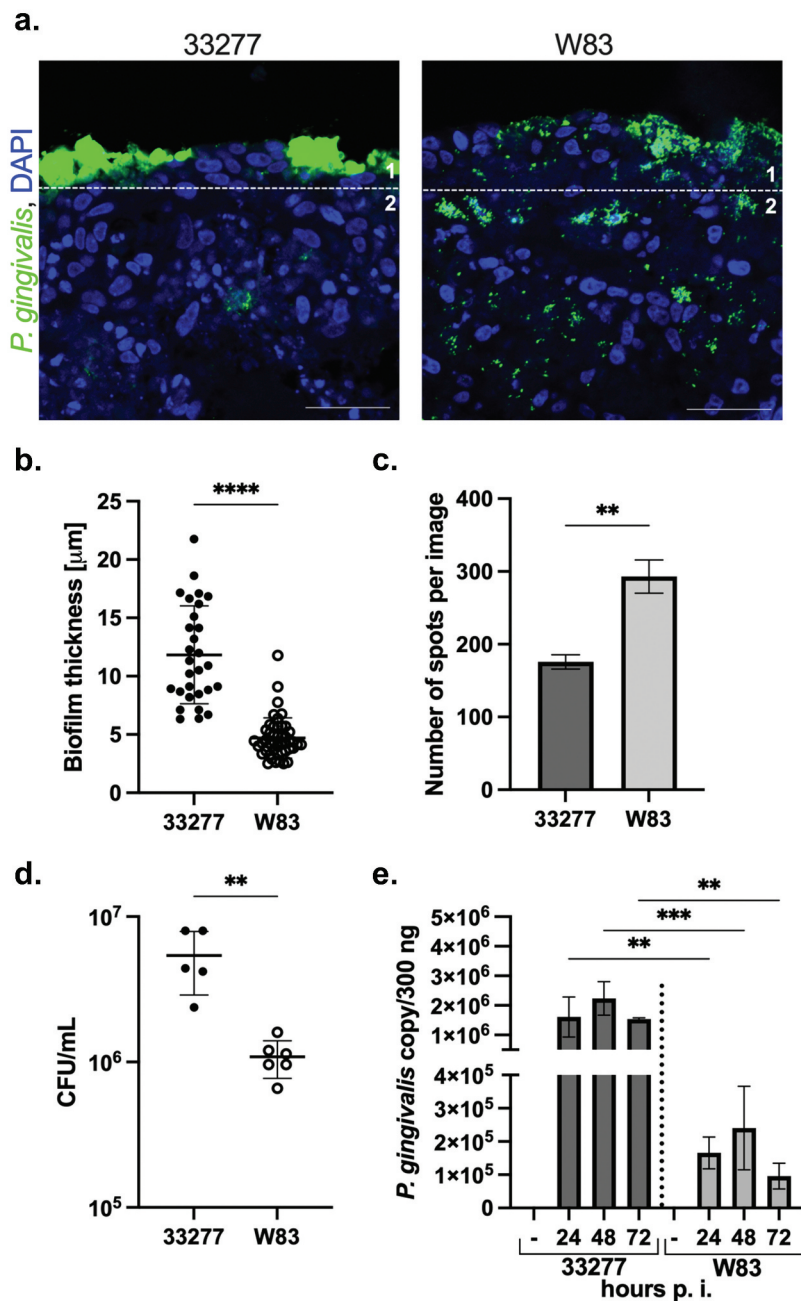 a.
33277
W83
P. gingivalis, DAPI
1
2
1
2
b.
Biofilm thickness [μm]
25
20
15
10
5
0
****
33277
W83
c.
Number of spots per image
400
300
200
100
0
**
33277
W83
d.
CFU/mL
10⁷
10⁶
10⁵
**
33277
W83
e.
P. gingivalis copy/300 ng
5×10⁶
4×10⁶
3×10⁶
2×10⁶
1×10⁶
4×10⁵
3×10⁵
2×10⁵
1×10⁵
0
**
***
**
- 24 48 72 - 24 48 72
33277 W83
hours p. i.